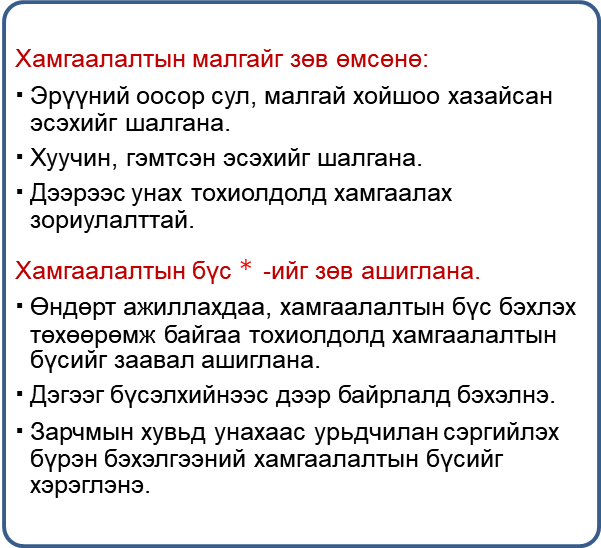 Хамгаалалтын малгайг зөв өмсөнө:
▪ Эрүүний оосор сул, малгай хойшоо хазайсан
эсэхийг шалгана.
▪ Хуучин, гэмтсэн эсэхийг шалгана.
▪ Дээрээс унах тохиолдолд хамгаалах
зориулалттай.
Хамгаалалтын бүс * -ийг зөв ашиглана.
▪ Өндөрт ажиллахдаа, хамгаалалтын бүс бэхлэх
төхөөрөмж байгаа тохиолдолд хамгаалалтын
бүсийг заавал ашиглана.
▪ Дэгээг бүсэлхийнээс дээр байрлалд бэхэлнэ.
▪ Зарчмын хувьд унахаас урьдчилан сэргийлэх
бүрэн бэхэлгээний хамгаалалтын бүсийг
хэрэглэнэ.